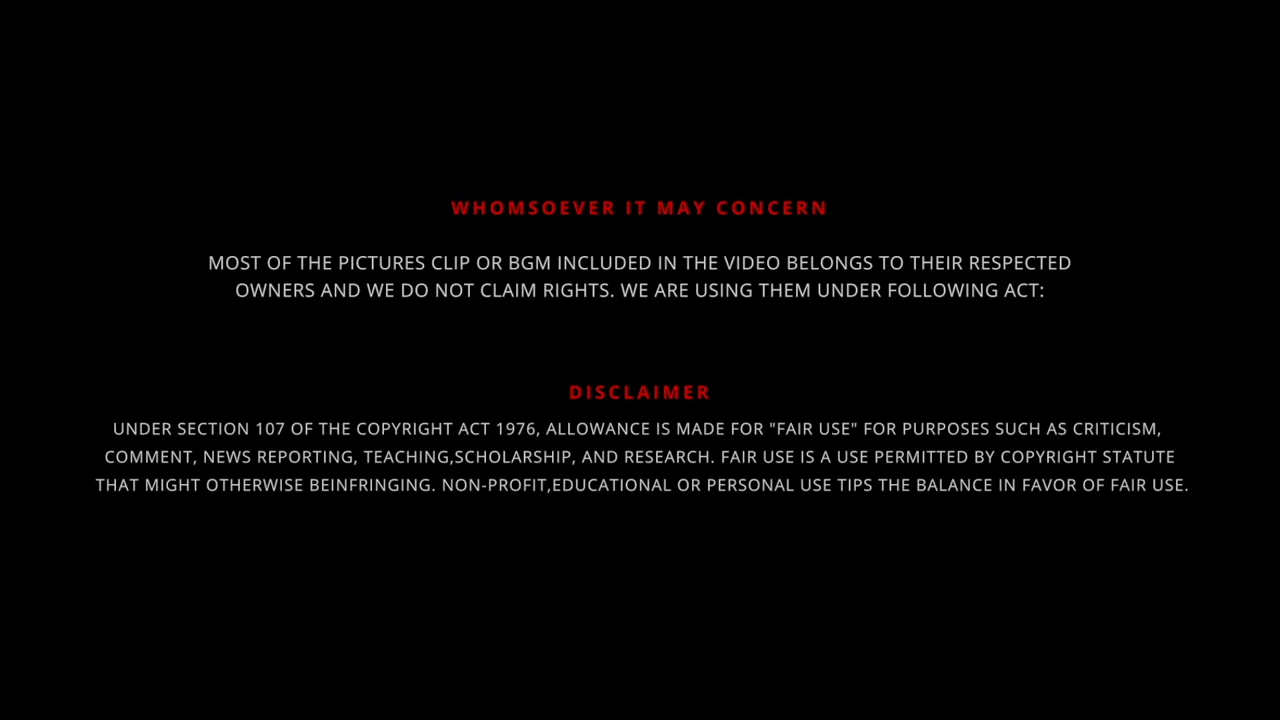 WHOMSOEVER IT MAY CONCERN
MOST OF THE PICTURES CLIP OR BGM INCLUDED IN THE VIDEO BELONGS TO THEIR RESPECTED
OWNERS AND WE DO NOT CLAIM RIGHTS. WE ARE USING THEM UNDER FOLLOWING ACT:
DISCLAIMER
UNDER SECTION 107 OF THE COPYRIGHT ACT 1976, ALLOWANCE IS MADE FOR "FAIR USE" FOR PURPOSES SUCH AS CRITICISM,
COMMENT, NEWS REPORTING, TEACHING,SCHOLARSHIP, AND RESEARCH. FAIR USE IS A USE PERMITTED BY COPYRIGHT STATUTE
THAT MIGHT OTHERWISE BEINFRINGING. NON-PROFIT,EDUCATIONAL OR PERSONAL USE TIPS THE BALANCE IN FAVOR OF FAIR USE.